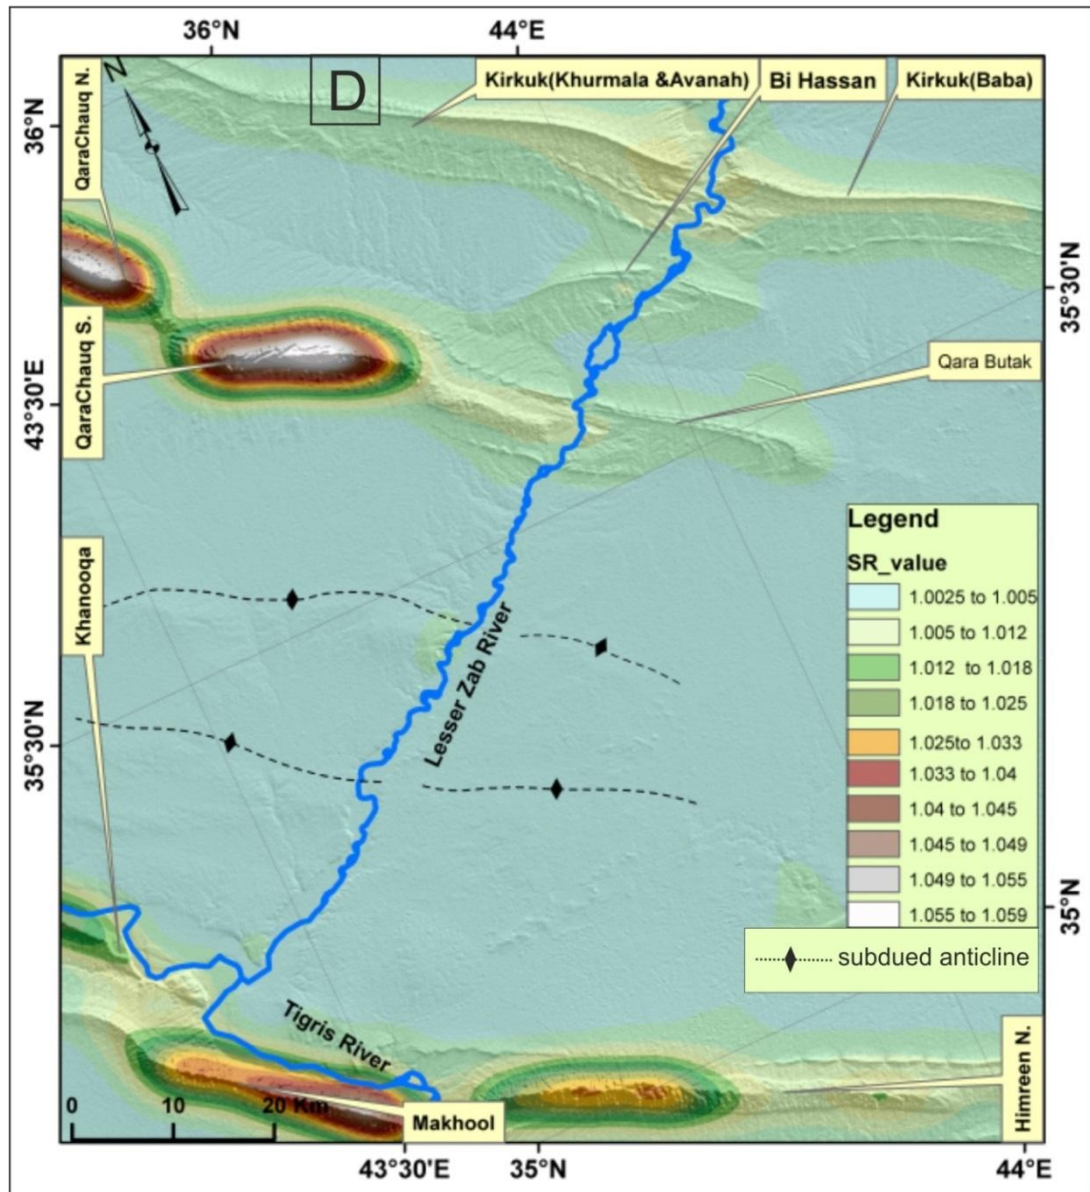 36°N
44°E
QaraChauq N.
N
D
Kirkuk(Khurmala &Avanah)
Bi Hassan
Kirkuk(Baba)
36°N
35°30'N
QaraChauq S.
Qara Butak
43°30'E
Khanooqa
Lesser Zab River
35°30'N
Legend
SR_value
1.0025 to 1.005
1.005 to 1.012
1.012 to 1.018
1.018 to 1.025
1.025to 1.033
1.033 to 1.04
1.04 to 1.045
1.045 to 1.049
1.049 to 1.055
1.055 to 1.059
35°N
subdued anticline
Tigris River
Himreen N.
0 10 20 Km
Makhool
43°30'E
35°N
44°E